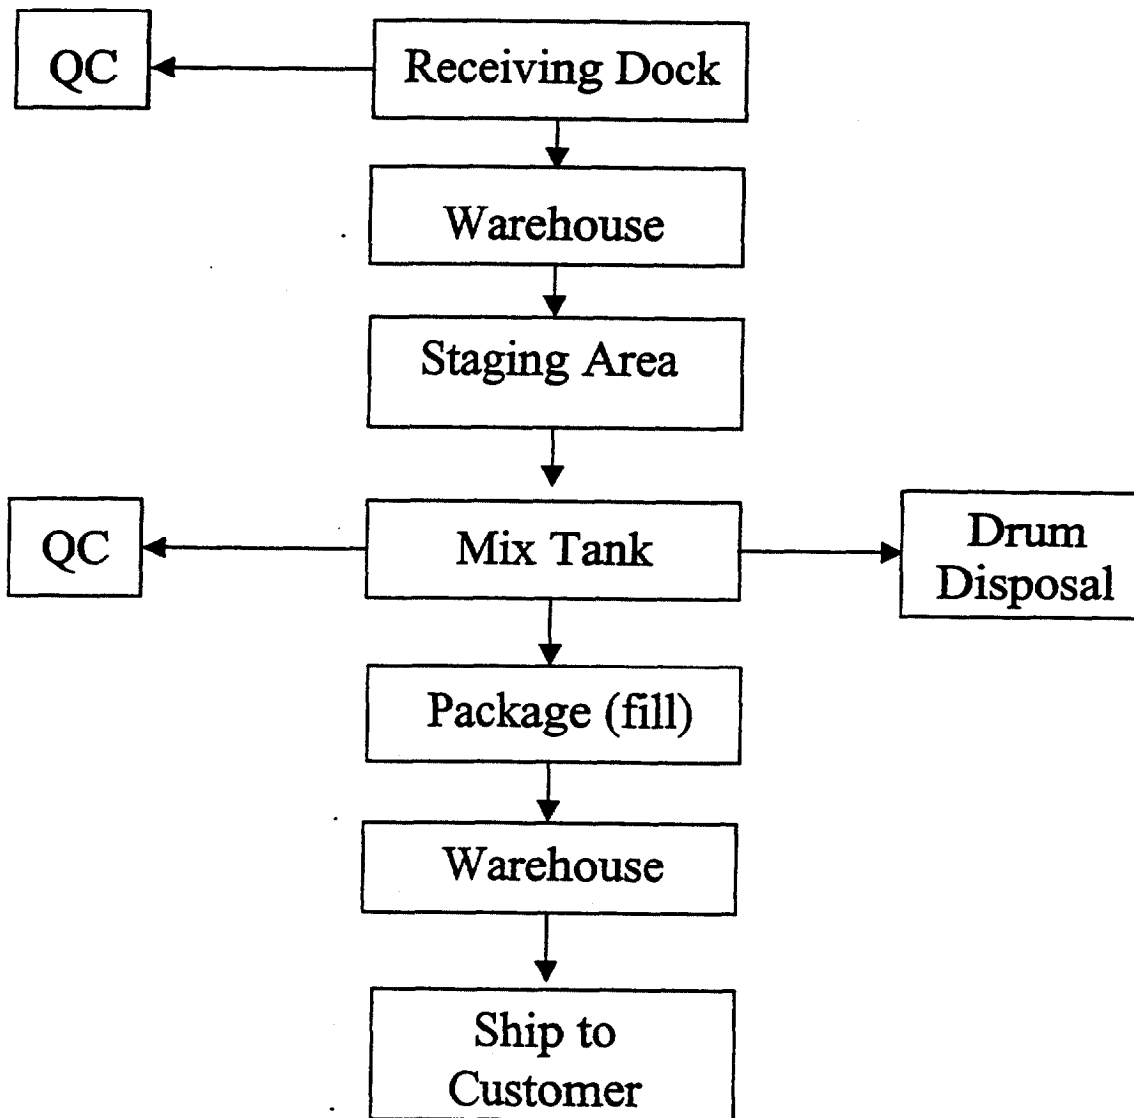 QC
Receiving Dock
Warehouse
Staging Area
QC
Mix Tank
Drum
Disposal
Package (fill)
Warehouse
Ship to
Customer